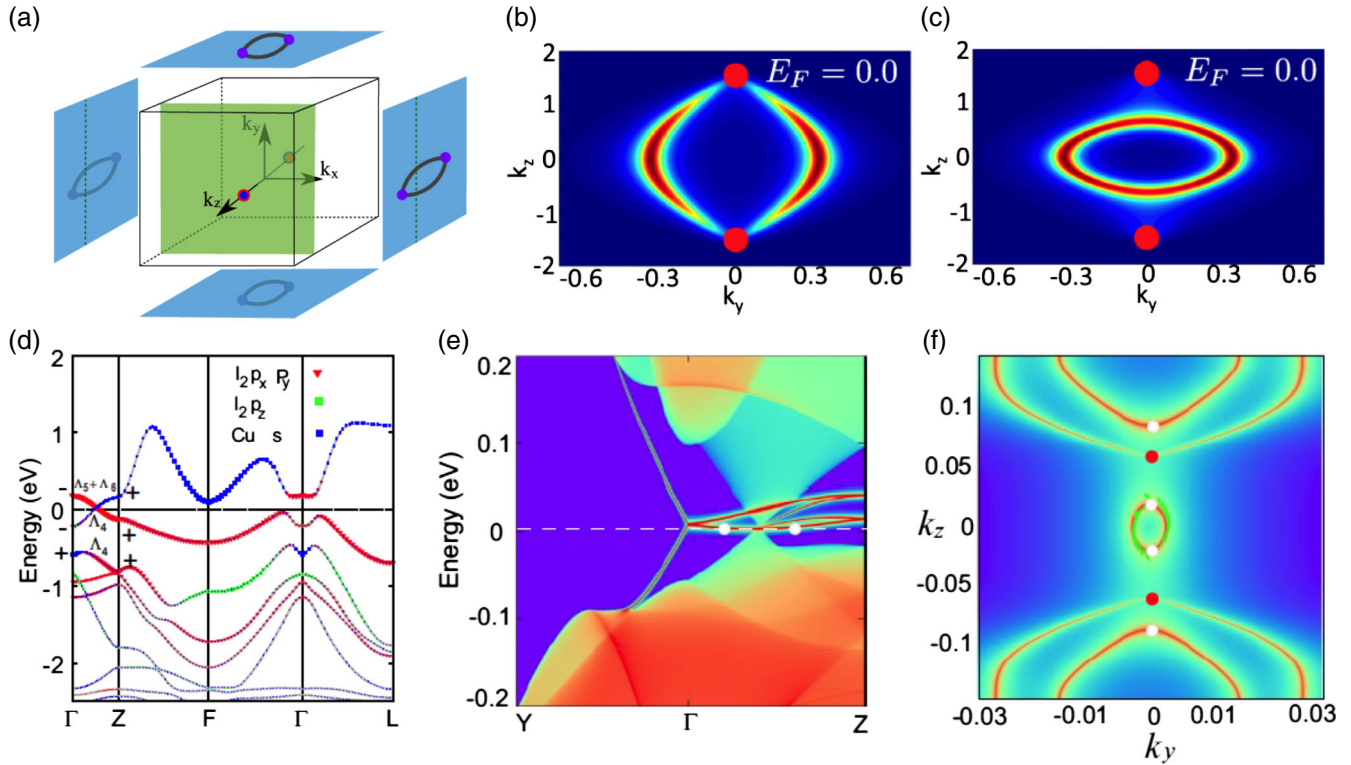 (a)
k_y
k_x
k_z
(b)
E_F = 0.0
2
1
0
-1
-2
k_z
-0.6 -0.3 0 0.3 0.6
k_y
(c)
E_F = 0.0
2
1
0
-1
-2
k_z
-0.6 -0.3 0 0.3 0.6
k_y
(d)
2
1
0
-1
-2
Energy (eV)
I_2 p_x p_y
I_2 p_z
Cu s
Λ_5+Λ_6
Λ_4
Λ_4
- +
- +
+ +
Γ Z F Γ L
(e)
0.2
0.1
0
-0.1
-0.2
Energy (eV)
Y Γ Z
(f)
0.1
0.05
0
-0.05
-0.1
k_z
-0.03 -0.01 0 0.01 0.03
k_y